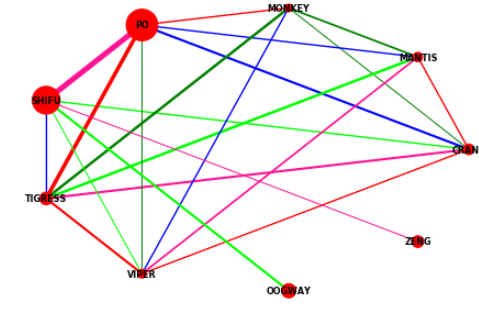 MONKEY
PO
MANTIS
SHIFU
CRAN
TIGRESS
ZENG
VIPER
OOGWAY